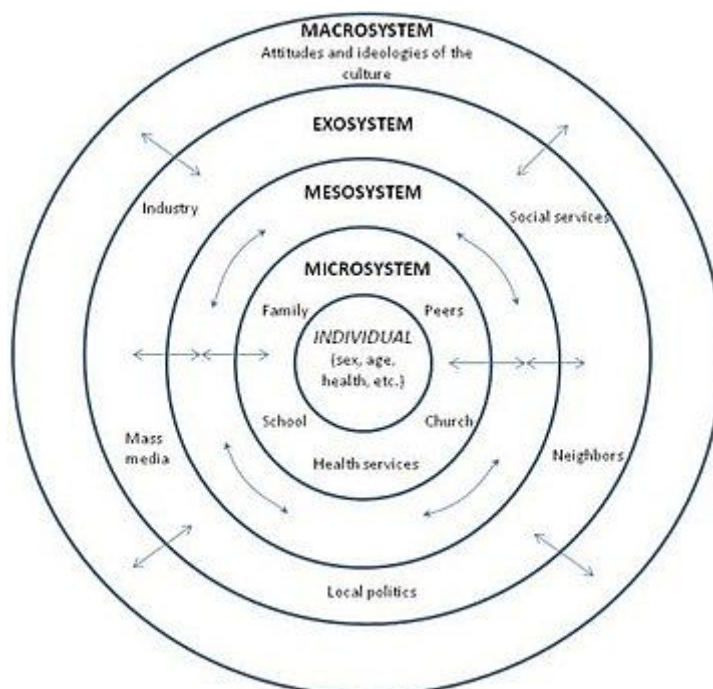 MACROSYSTEM
Attitudes and ideologies of the
culture
EXOSYSTEM
MESOSYSTEM
Industry
Social services
MICROSYSTEM
Family
Peers
INDIVIDUAL
(sex, age,
health, etc.)
School
Church
Mass
media
Health services
Neighbors
Local politics